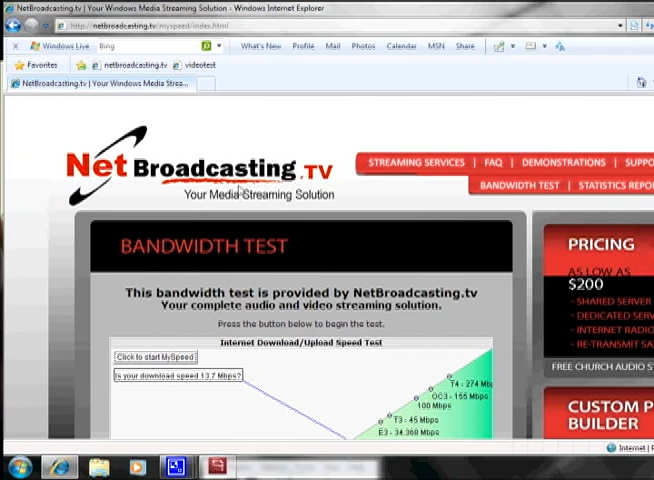 NetBroadcasting.tv | Your Windows Media Streaming Solution - Windows Internet Explorer
http://netbroadcasting.tv/myspeed/index.html
Windows Live Bing What's New Profile Mail Photos Calendar MSN Share
Favorites netbroadcasting.tv videotest
NetBroadcasting.tv | Your Windows Media Strea...
Net Broadcasting.TV
Your Media Streaming Solution
STREAMING SERVICES | FAQ | DEMONSTRATIONS | SUPPO
BANDWIDTH TEST | STATISTICS REPOR
BANDWIDTH TEST
This bandwidth test is provided by NetBroadcasting.tv
Your complete audio and video streaming solution.
Press the button below to begin the test.
Internet Download/Upload Speed Test
Click to start MySpeed
Is your download speed 13.7 Mbps?
T4 - 274 Mb
OC3 - 155 Mbps
100 Mbps
T3 - 45 Mbps
E3 - 34.368 Mbps
PRICING
AS LOW AS
$200
- SHARED SERVER
- DEDICATED SERV
- INTERNET RADIO
- RE-TRANSMIT SA
FREE CHURCH AUDIO ST
CUSTOM P
BUILDER
Internet | P